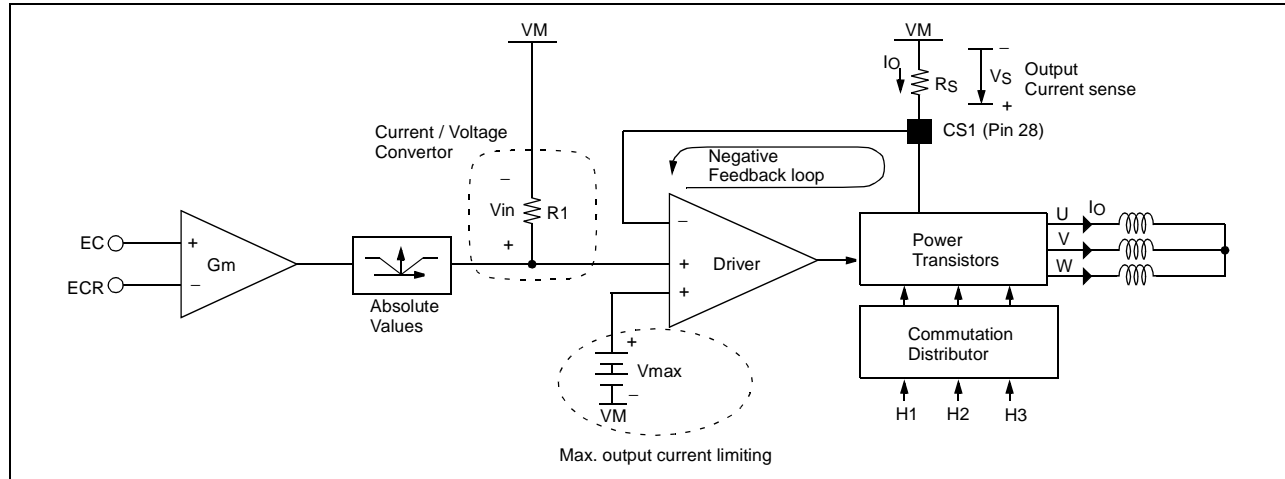 VM
VM
IO
RS
−
VS
+
Output
Current sense
CS1 (Pin 28)
Current / Voltage
Convertor
−
Vin
R1
+
Negative
Feedback loop
EC
ECR
+
−
Gm
Absolute
Values
−
+
+
Driver
Power
Transistors
U
IO
V
W
Commutation
Distributor
H1
H2
H3
+
Vmax
−
VM
Max. output current limiting